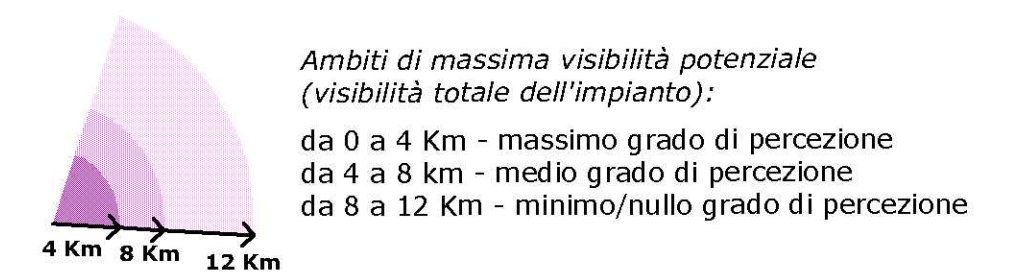 Ambiti di massima visibilità potenziale
(visibilità totale dell'impianto):
da 0 a 4 Km - massimo grado di percezione
da 4 a 8 km - medio grado di percezione
da 8 a 12 Km - minimo/nullo grado di percezione
4 Km
8 Km
12 Km